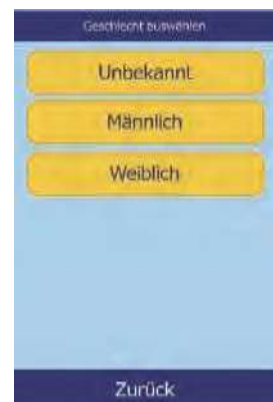 Geschlecht auswählen
Unbekannt
Männlich
Weiblich
Zurück